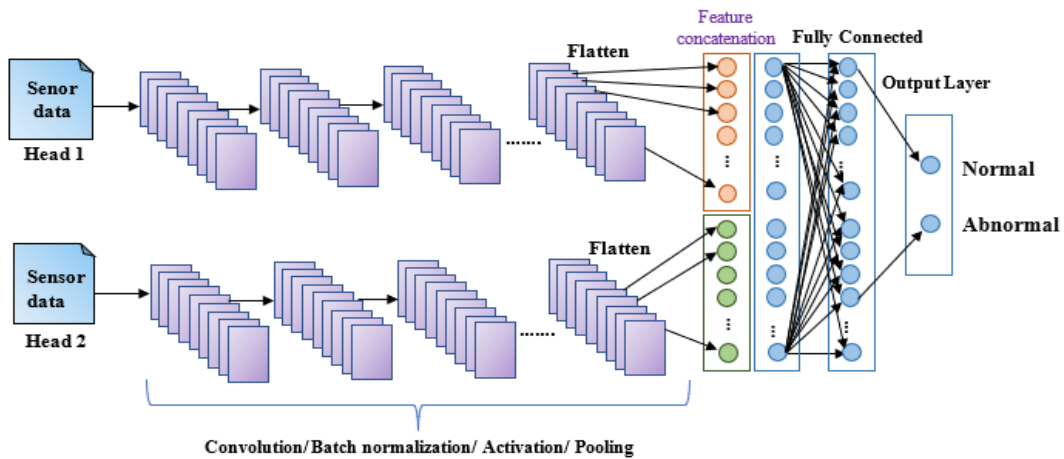 Feature
concatenation
Fully Connected
Flatten
Output Layer
Senor
data
Head 1
Normal
Abnormal
Flatten
Sensor
data
Head 2
Convolution/Batch normalization/ Activation/ Pooling